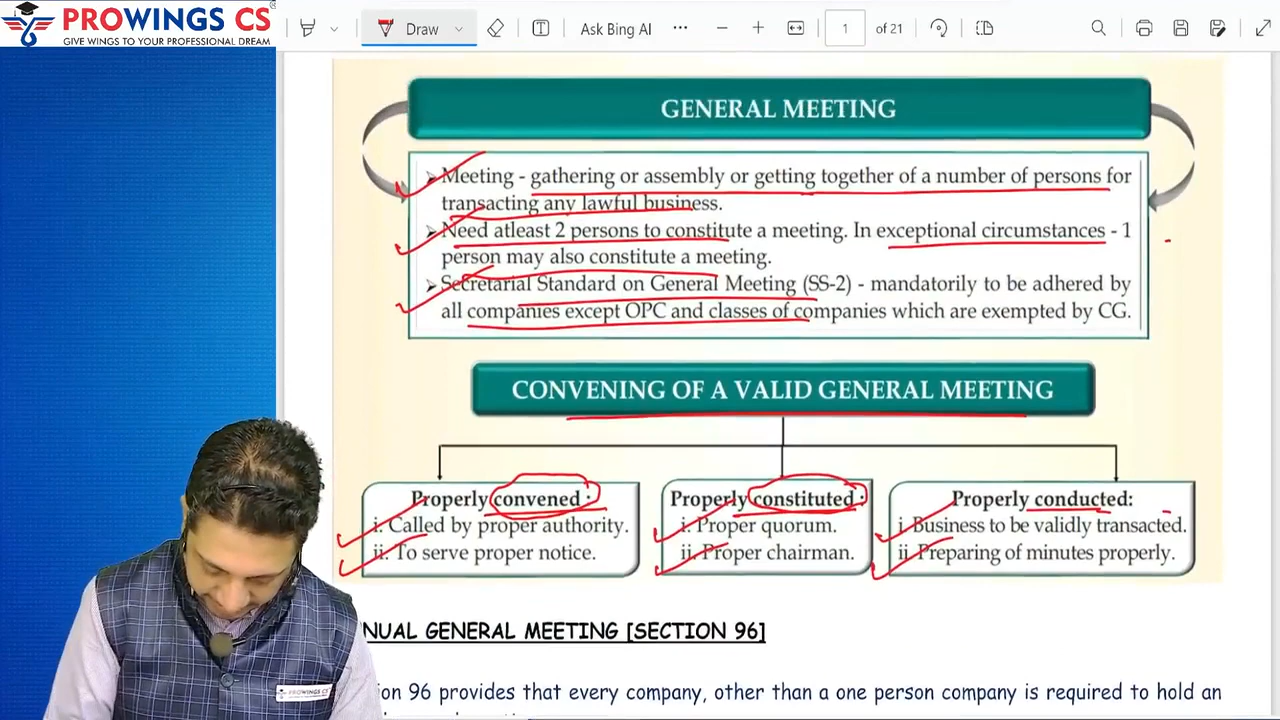 PROWINGS CS
GIVE WINGS TO YOUR PROFESSIONAL DREAM
Draw
Ask Bing AI
1
of 21
GENERAL MEETING
➢ Meeting - gathering or assembly or getting together of a number of persons for
transacting any lawful business.
➢ Need atleast 2 persons to constitute a meeting. In exceptional circumstances - 1
person may also constitute a meeting.
➢ Secretarial Standard on General Meeting (SS-2) - mandatorily to be adhered by
all companies except OPC and classes of companies which are exempted by CG.
CONVENING OF A VALID GENERAL MEETING
Properly convened :
i. Called by proper authority.
ii. To serve proper notice.
Properly constituted :
i. Proper quorum.
ii. Proper chairman.
Properly conducted:
i. Business to be validly transacted.
ii. Preparing of minutes properly.
NUAL GENERAL MEETING [SECTION 96]
ion 96 provides that every company, other than a one person company is required to hold an
PROWINGS CS